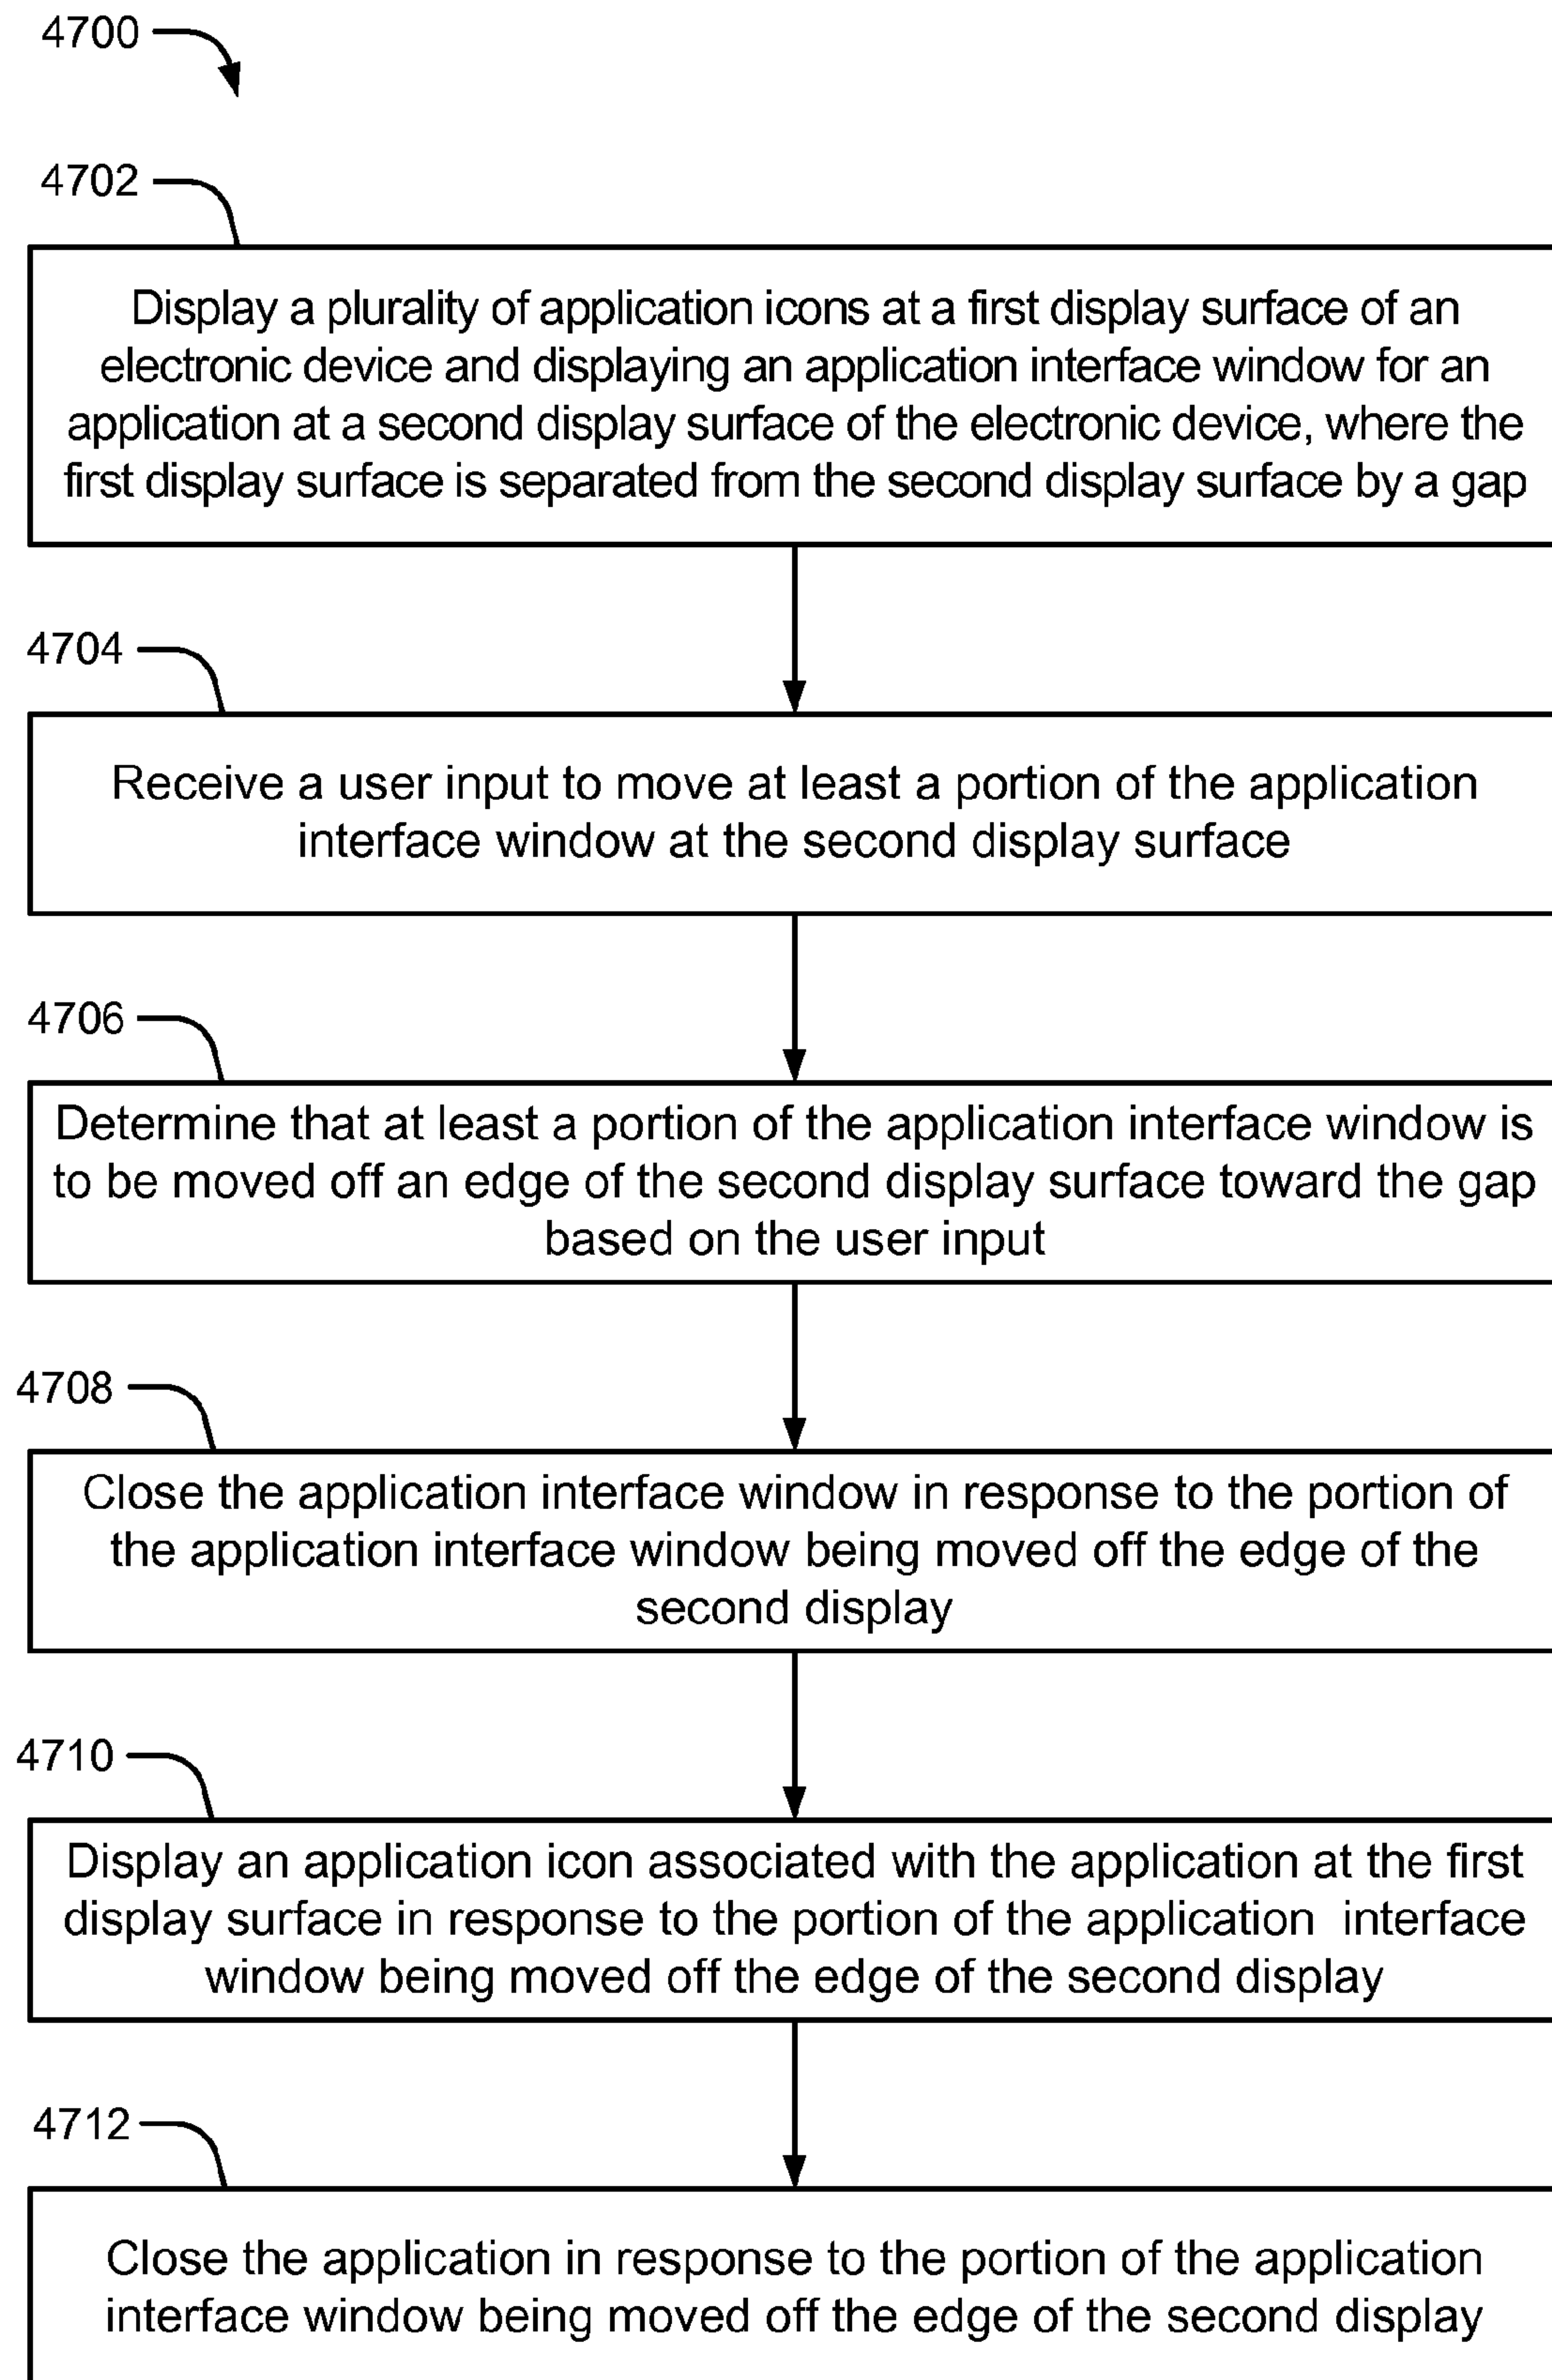 4700
4702
Display a plurality of application icons at a first display surface of an
electronic device and displaying an application interface window for an
application at a second display surface of the electronic device, where the
first display surface is separated from the second display surface by a gap
4704
Receive a user input to move at least a portion of the application
interface window at the second display surface
4706
Determine that at least a portion of the application interface window is
to be moved off an edge of the second display surface toward the gap
based on the user input
4708
Close the application interface window in response to the portion of
the application interface window being moved off the edge of the
second display
4710
Display an application icon associated with the application at the first
display surface in response to the portion of the application interface
window being moved off the edge of the second display
4712
Close the application in response to the portion of the application
interface window being moved off the edge of the second display